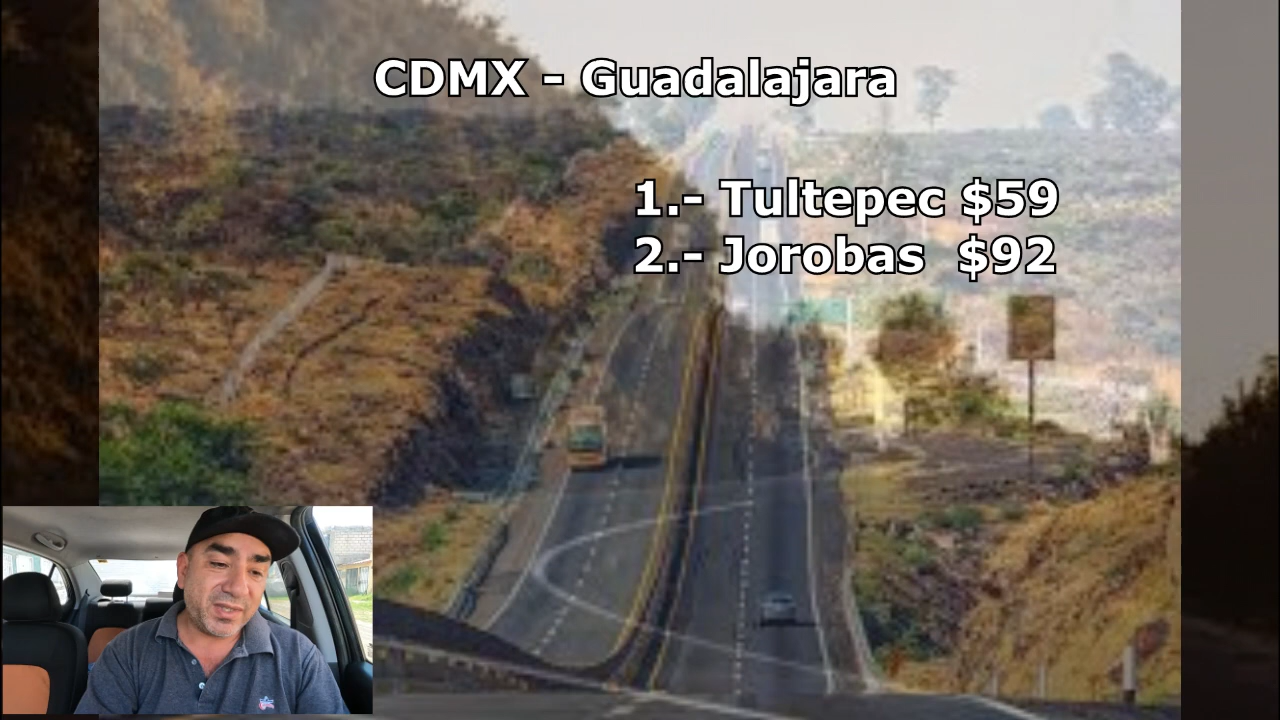 CDMX - Guadalajara
1.- Tultepec $59
2.- Jorobas $92